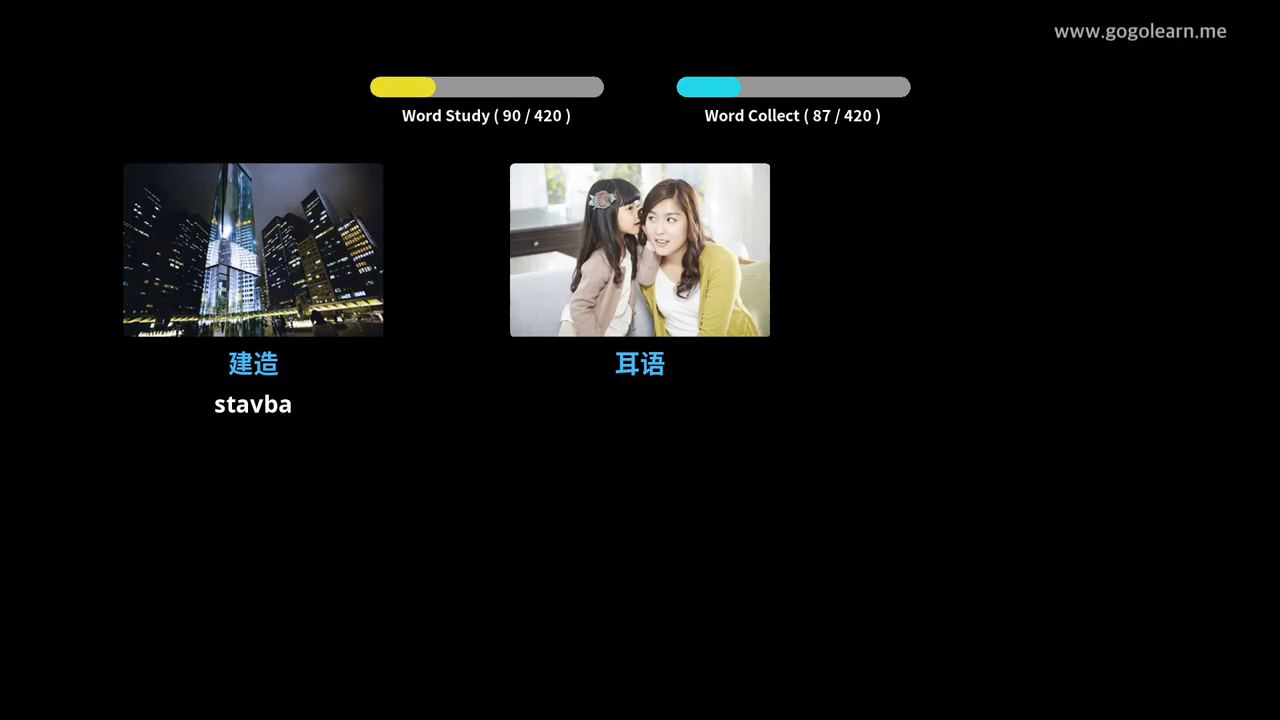 www.gogolearn.me
Word Study ( 90 / 420 )
Word Collect ( 87 / 420 )
建造
stavba
耳语